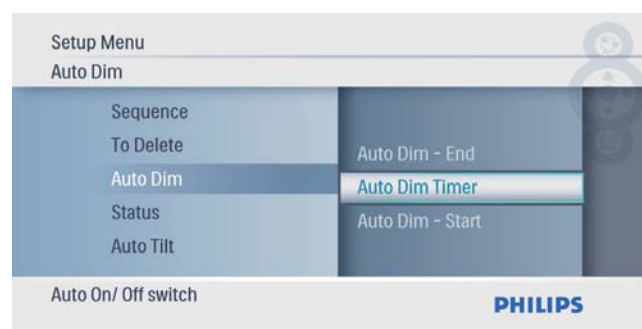 Setup Menu
Auto Dim
Sequence
To Delete
Auto Dim
Status
Auto Tilt
Auto Dim - End
Auto Dim Timer
Auto Dim - Start
Auto On/ Off switch
PHILIPS